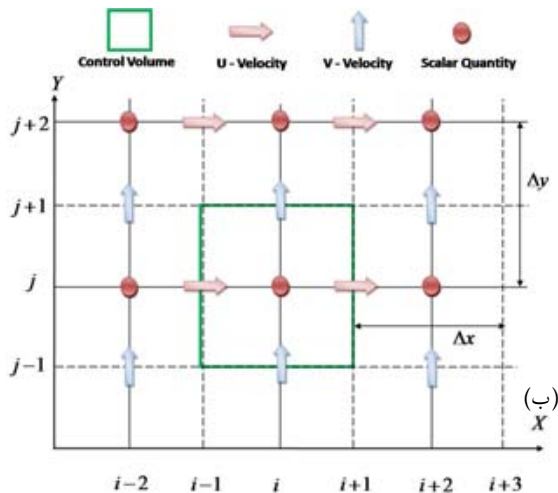 Control Volume U - Velocity V - Velocity Scalar Quantity
Y
j+2
Δy
j+1
j
Δx
j-1
(ب)
X
i-2 i-1 i i+1 i+2 i+3